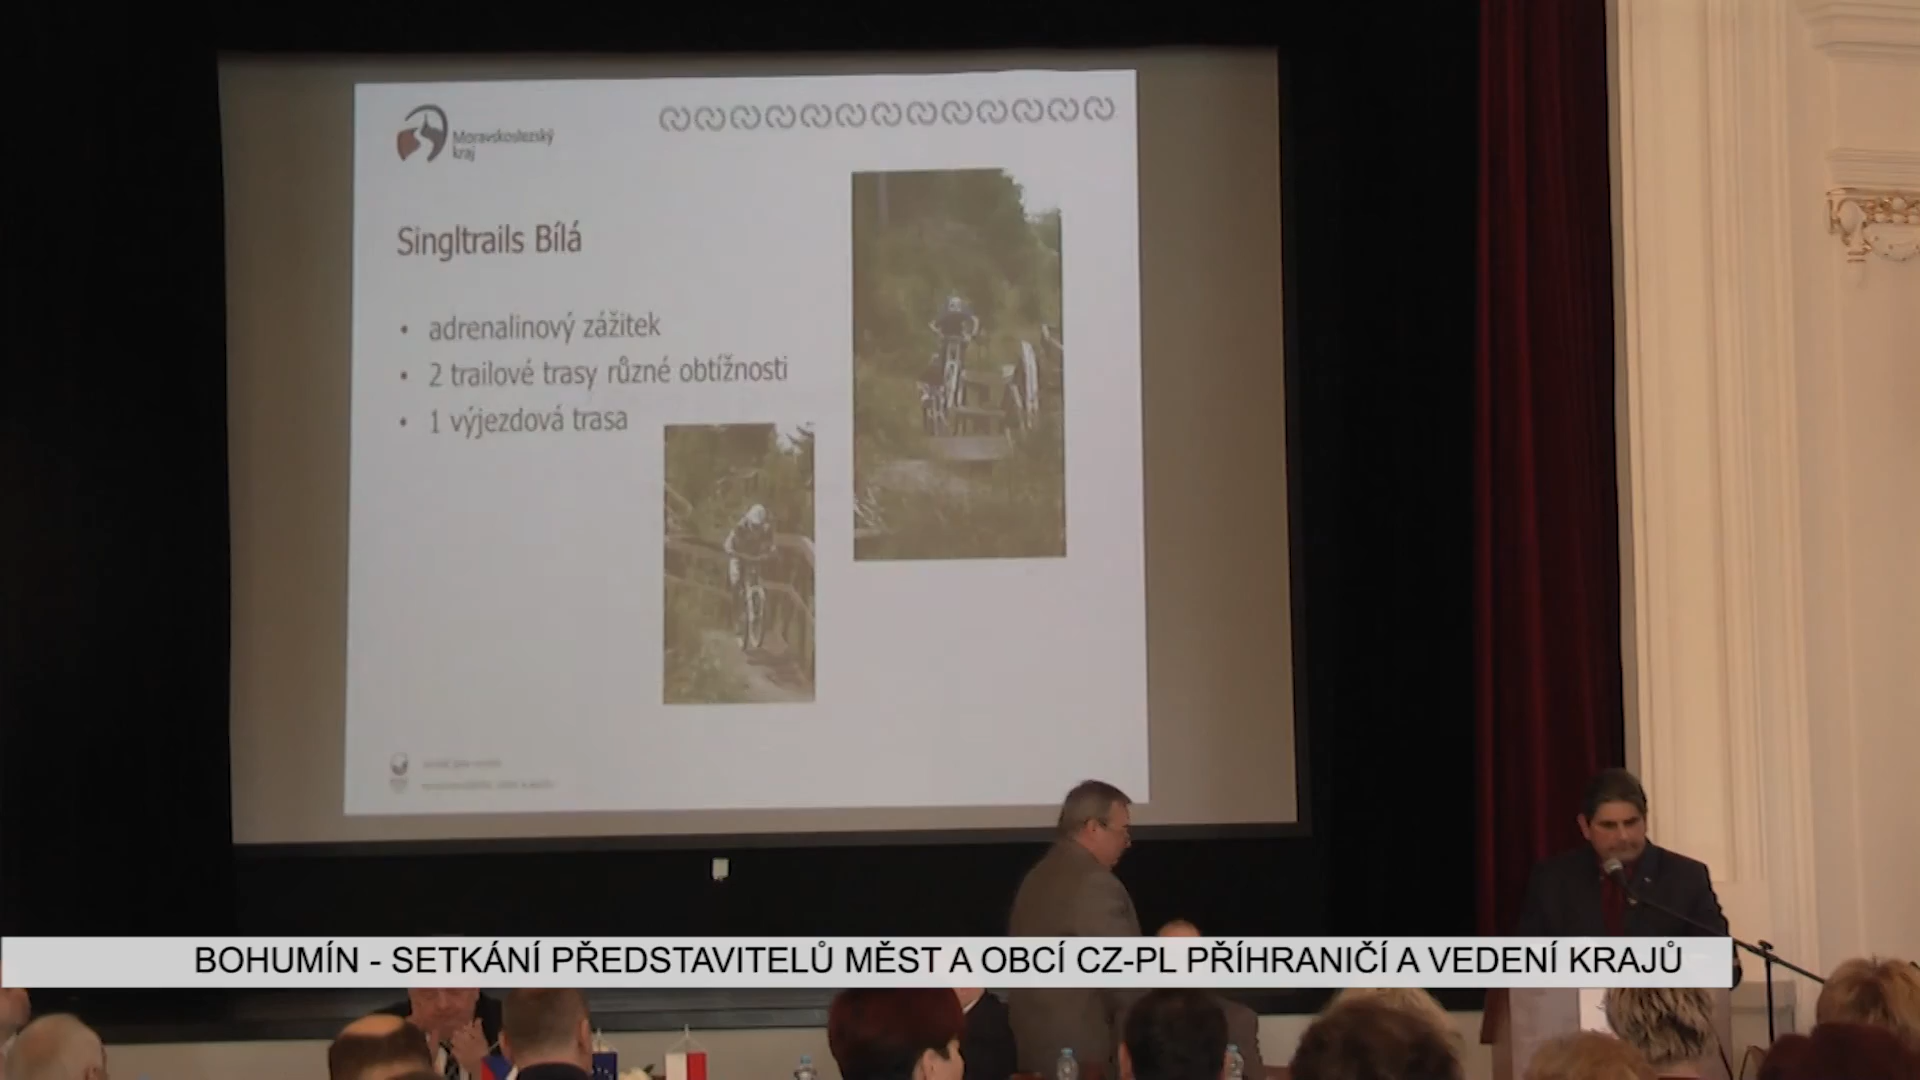 Moravskoslezský
kraj
Singltrails Bílá
• adrenalinový zážitek
• 2 trailové trasy různé obtížnosti
• 1 výjezdová trasa
BOHUMÍN - SETKÁNÍ PŘEDSTAVITELŮ MĚST A OBCÍ CZ-PL PŘÍHRANIČÍ A VEDENÍ KRAJŮ